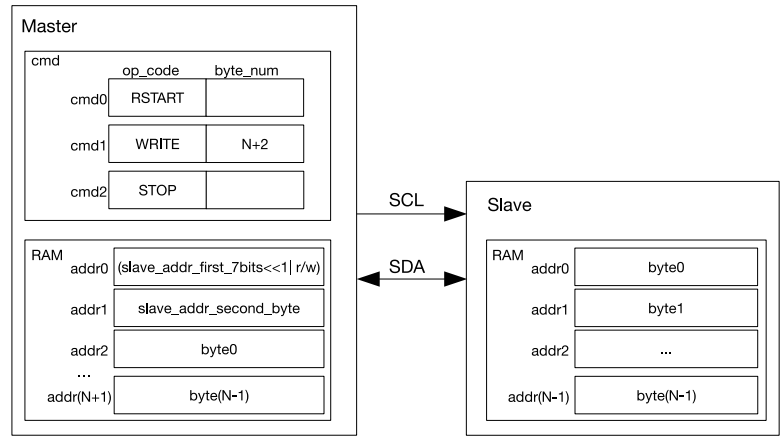 Master
cmd
op_code byte_num
cmd0 RSTART
cmd1 WRITE N+2
cmd2 STOP
RAM
addr0 (slave_addr_first_7bits<<1| r/w)
addr1 slave_addr_second_byte
addr2 byte0
...
addr(N+1) byte(N-1)
SCL
SDA
Slave
RAM
addr0 byte0
addr1 byte1
addr2 ...
addr(N-1) byte(N-1)